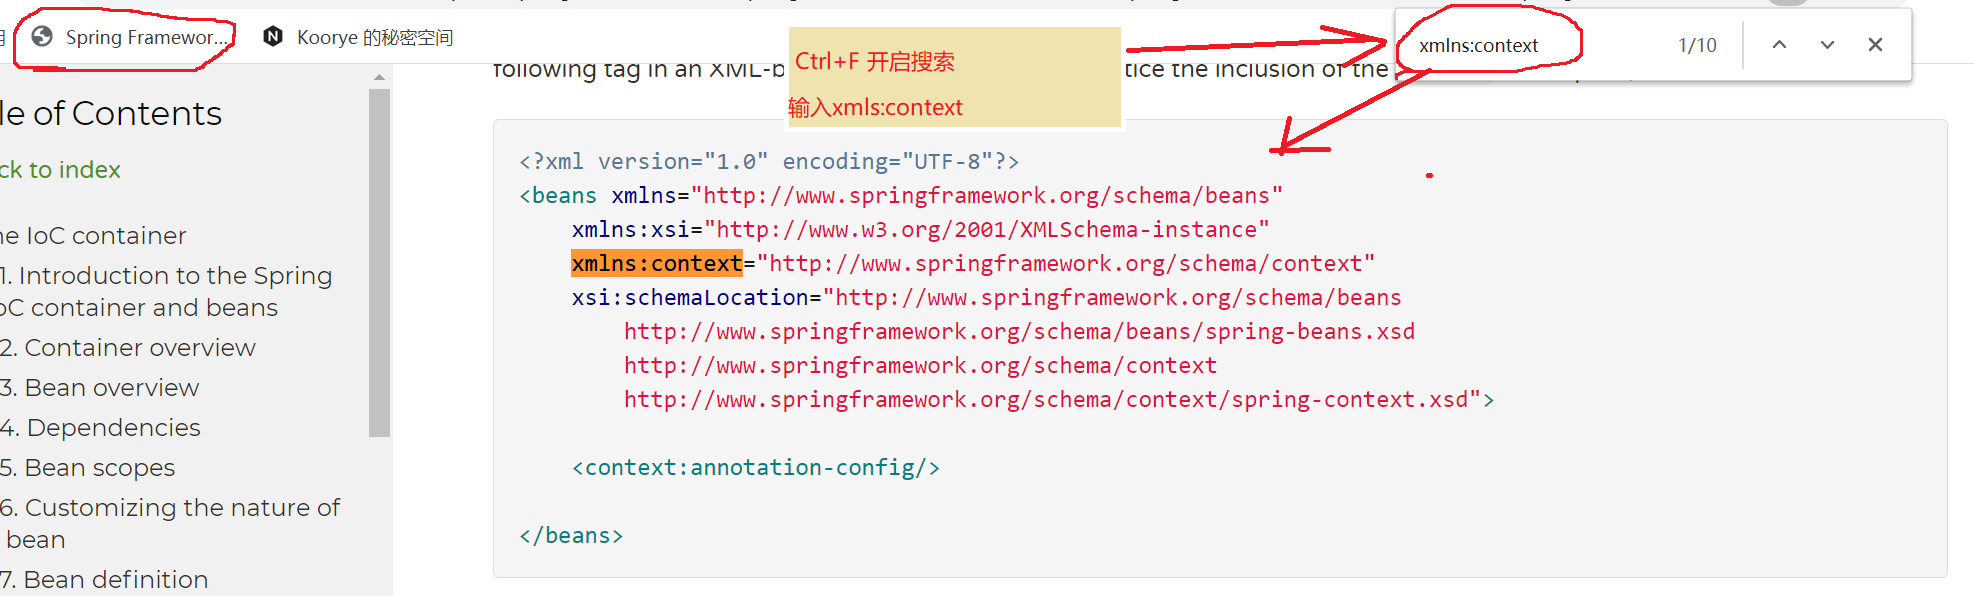 Spring Framewor...
Koorye 的秘密空间
xmlns:context
1/10
Ctrl+F 开启搜索
输入xmls:context
following tag in an XML-b
tice the inclusion of the
le of Contents
ck to index
ne IoC container
1. Introduction to the Spring
oC container and beans
2. Container overview
3. Bean overview
4. Dependencies
5. Bean scopes
6. Customizing the nature of
bean
7. Bean definition
<?xml version="1.0" encoding="UTF-8"?>
<beans xmlns="http://www.springframework.org/schema/beans"
xmlns:xsi="http://www.w3.org/2001/XMLSchema-instance"
xmlns:context="http://www.springframework.org/schema/context"
xsi:schemaLocation="http://www.springframework.org/schema/beans
http://www.springframework.org/schema/beans/spring-beans.xsd
http://www.springframework.org/schema/context
http://www.springframework.org/schema/context/spring-context.xsd">
<context:annotation-config/>
</beans>